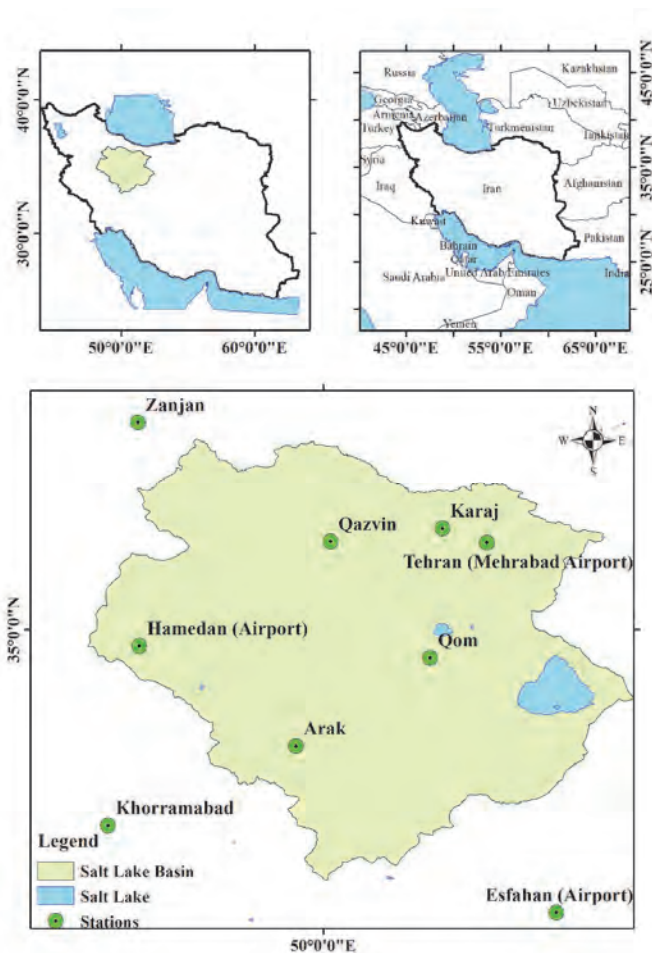 40°0'0"N
30°0'0"N
50°0'0"E
60°0'0"E
Russia
Kazakhstan
Georgia
Armenia
Azerbaijan
Uzbekistan
Turkey
Turkmenistan
Syria
Iraq
Iran
Afghanistan
Kuwait
Pakistan
Bahrain
Qatar
Saudi Arabia
United Arab Emirates
India
Oman
Yemen
45°0'0"N
35°0'0"N
25°0'0"N
45°0'0"E
55°0'0"E
65°0'0"E
Zanjan
N
W E
S
Karaj
Qazvin
Tehran (Mehrabad Airport)
35°0'0"N
Hamedan (Airport)
Qom
Arak
Khorramabad
Legend
Salt Lake Basin
Salt Lake
Stations
Esfahan (Airport)
50°0'0"E